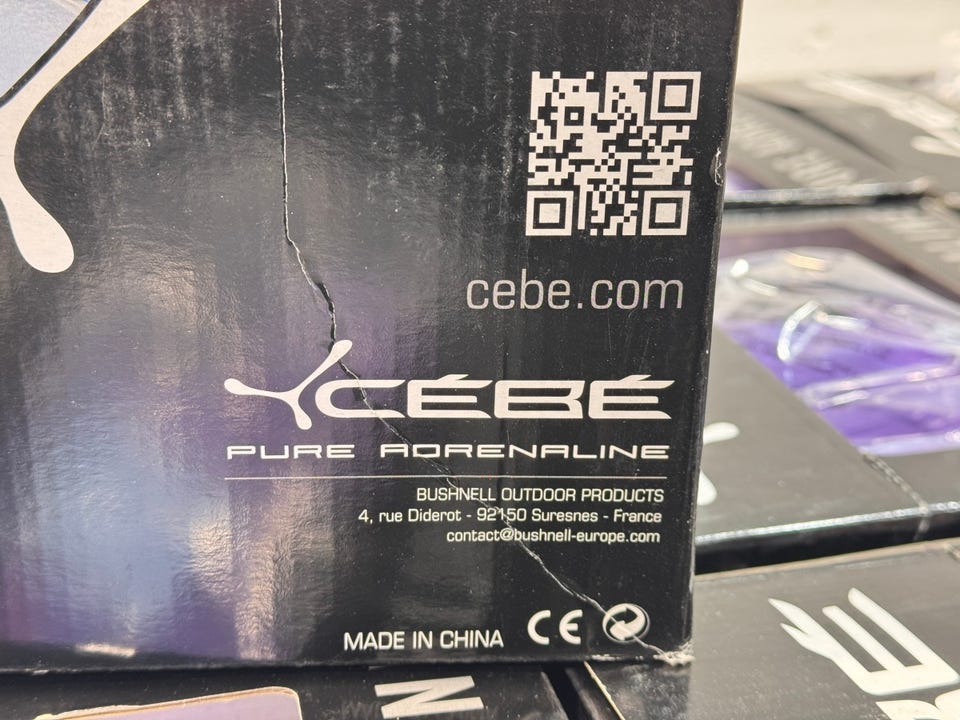 cebe.com
CÉBÉ
PURE ADRENALINE
BUSHNELL OUTDOOR PRODUCTS
4, rue Diderot - 92150 Suresnes - France
contact@bushnell-europe.com
MADE IN CHINA CE